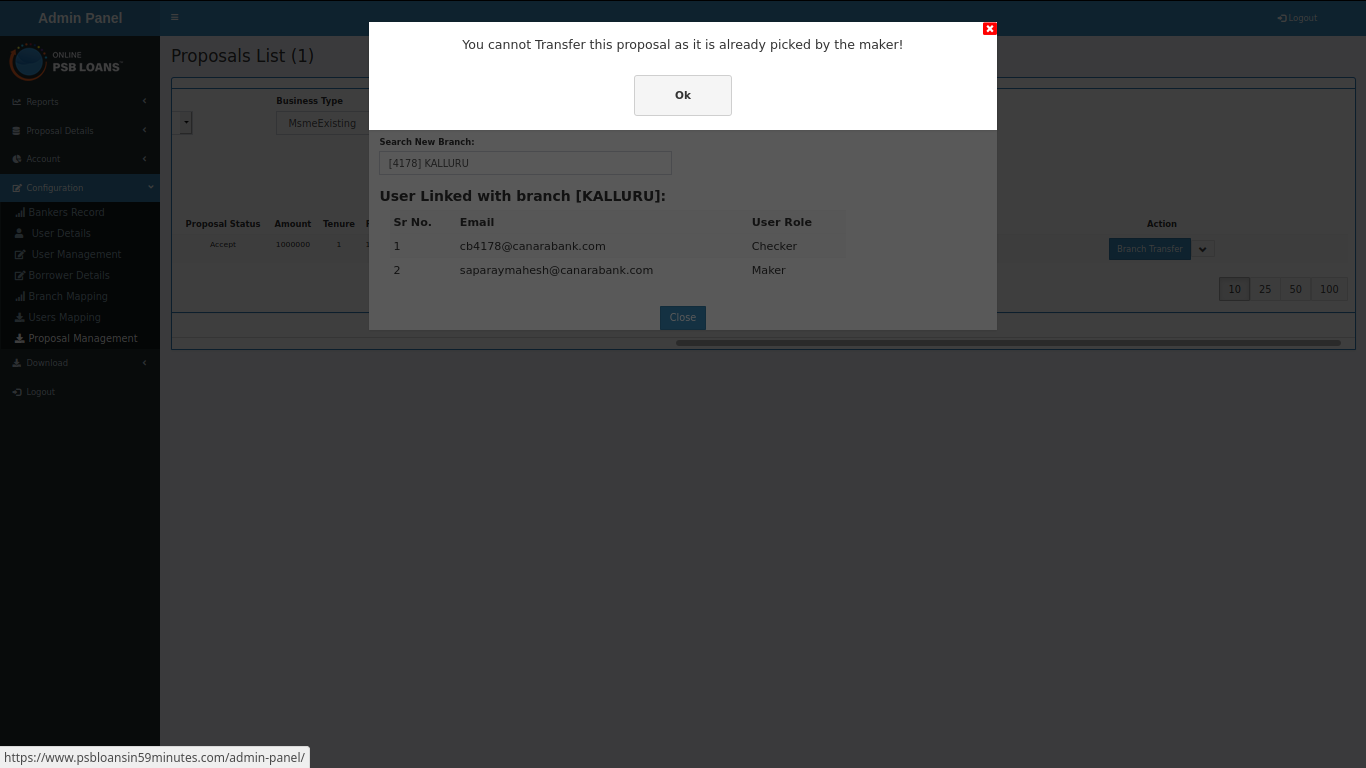 Admin Panel
Logout
You cannot Transfer this proposal as it is already picked by the maker!
Ok
ONLINE
PSB LOANS
Reports
Proposal Details
Account
Configuration
Bankers Record
User Details
User Management
Borrower Details
Branch Mapping
Users Mapping
Proposal Management
Download
Logout
Proposals List (1)
Business Type
MsmeExisting
Search New Branch:
[4178] KALLURU
User Linked with branch [KALLURU]:
Sr No. Email User Role
1 cb4178@canarabank.com Checker
2 saparaymahesh@canarabank.com Maker
Close
Proposal Status Amount Tenure Action
Accept 1000000 1 Branch Transfer
10 25 50 100
https://www.psbloansin59minutes.com/admin-panel/